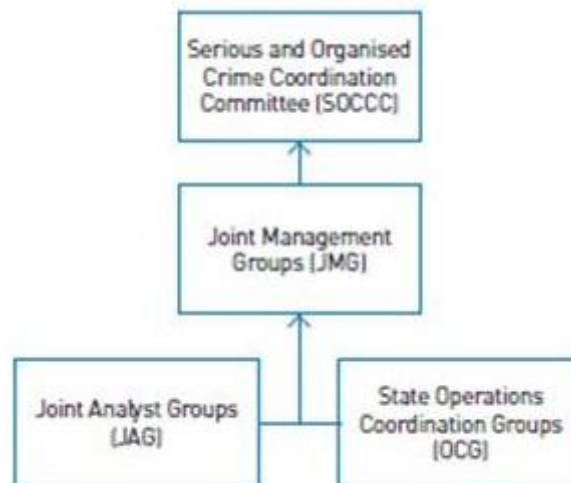 Serious and Organised
Crime Coordination
Committee (SOCCC)
Joint Management
Groups (JMG)
Joint Analyst Groups
(JAG)
State Operations
Coordination Groups
(OCG)